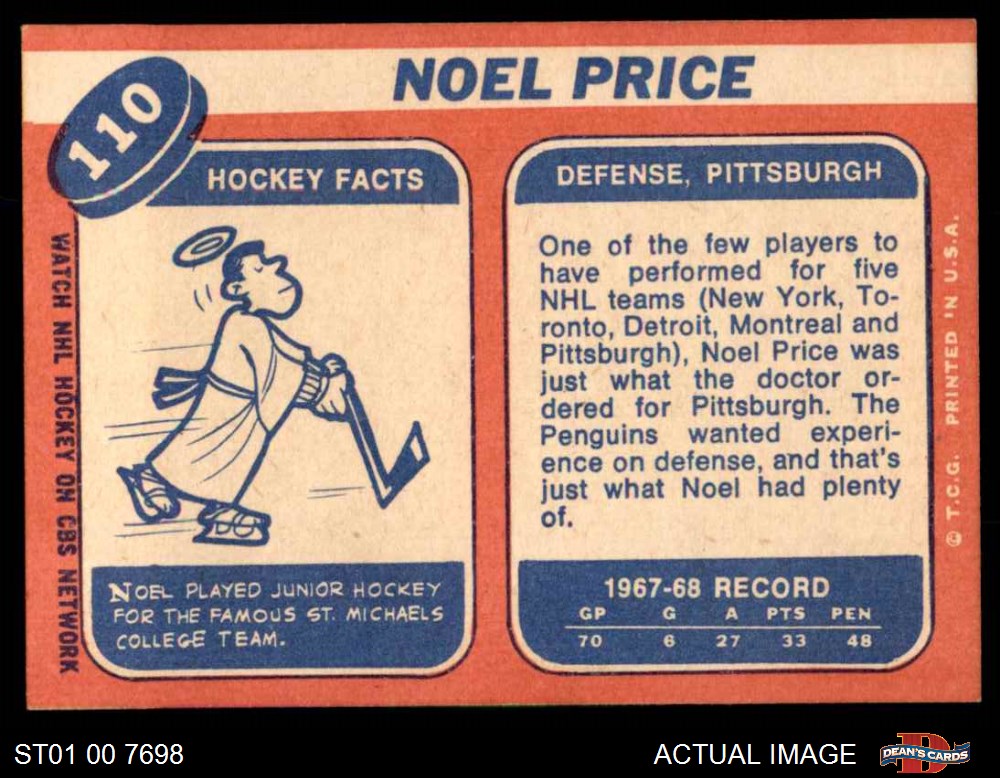 110
NOEL PRICE
HOCKEY FACTS
NOEL PLAYED JUNIOR HOCKEY
FOR THE FAMOUS ST. MICHAELS
COLLEGE TEAM.
DEFENSE, PITTSBURGH
One of the few players to
have performed for five
NHL teams (New York, To-
ronto, Detroit, Montreal and
Pittsburgh), Noel Price was
just what the doctor or-
dered for Pittsburgh. The
Penguins wanted experi-
ence on defense, and that's
just what Noel had plenty
of.
1967-68 RECORD
GP G A PTS PEN
70 6 27 33 48
WATCH NHL HOCKEY ON CBS NETWORK
© T.C.G. PRINTED IN U.S.A.
ST01 00 7698
ACTUAL IMAGE
DEAN'S CARDS